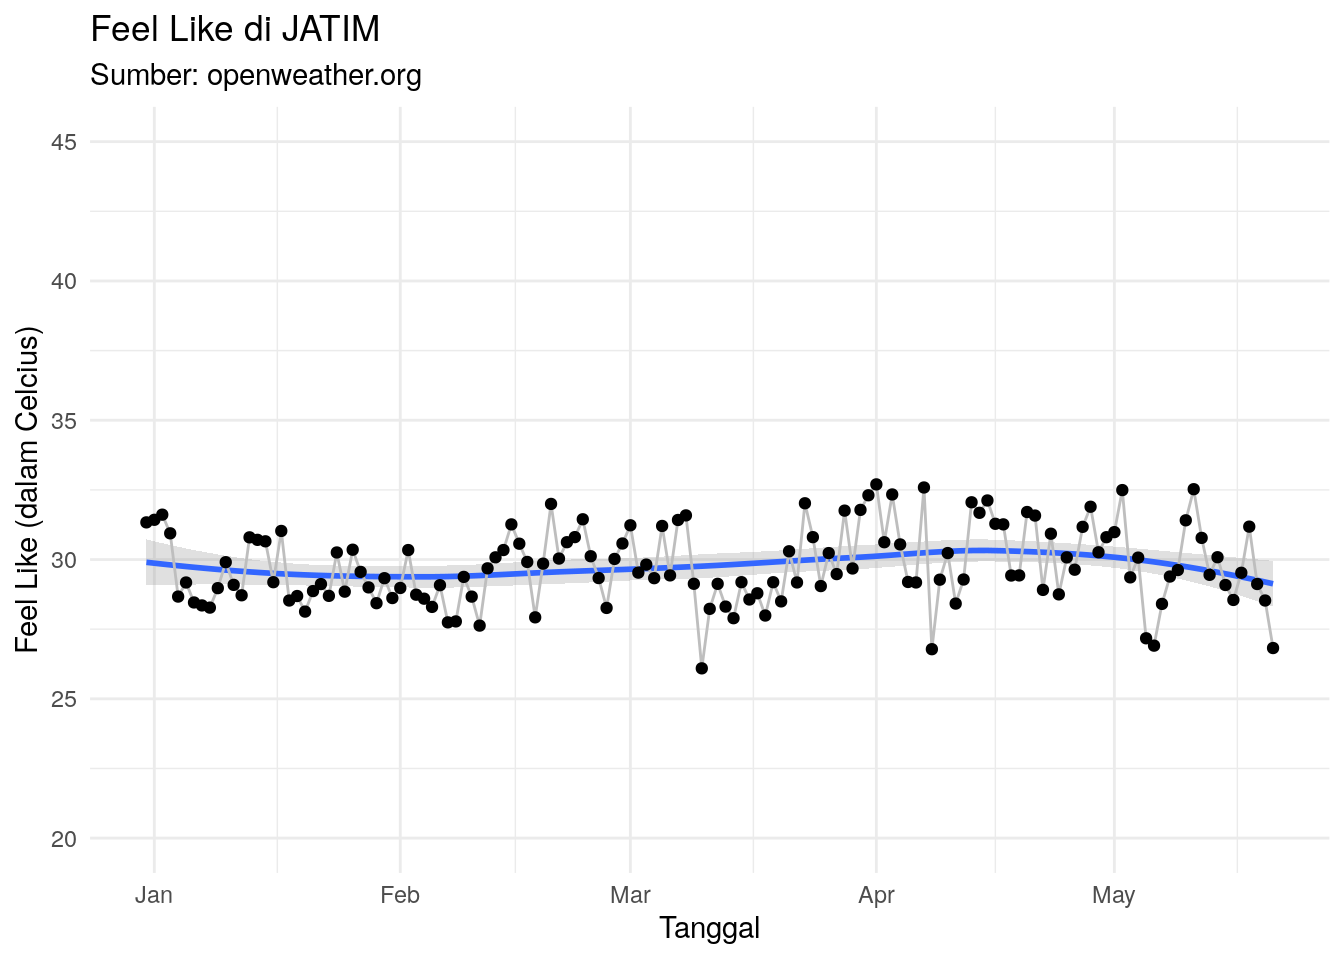 Feel Like di JATIM
Sumber: openweather.org
Feel Like (dalam Celcius)
45
40
35
30
25
20
Jan Feb Mar Apr May
Tanggal